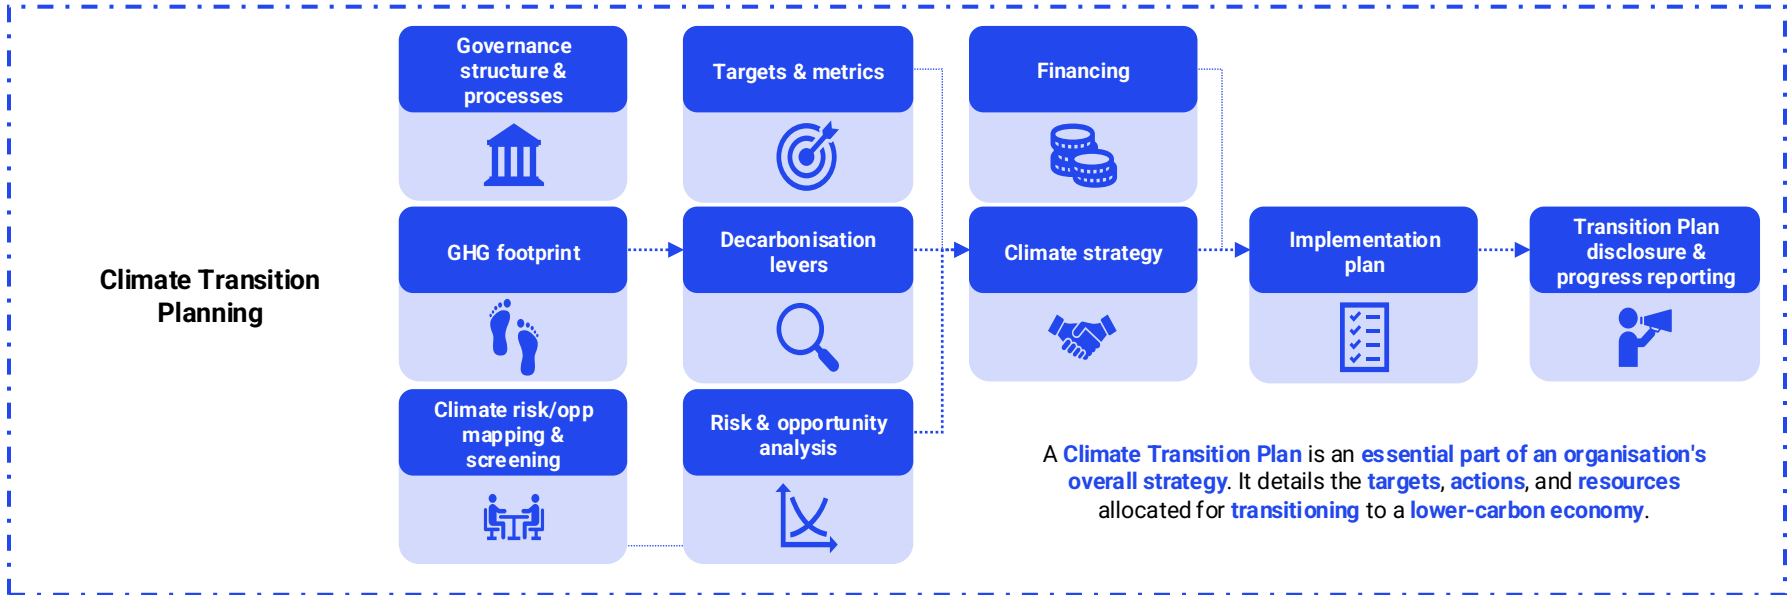 Climate Transition
Planning
Governance
structure &
processes
GHG footprint
Climate risk/opp
mapping &
screening
Targets & metrics
Decarbonisation
levers
Risk & opportunity
analysis
Financing
Climate strategy
Implementation
plan
Transition Plan
disclosure &
progress reporting
A Climate Transition Plan is an essential part of an organisation's
overall strategy. It details the targets, actions, and resources
allocated for transitioning to a lower-carbon economy.